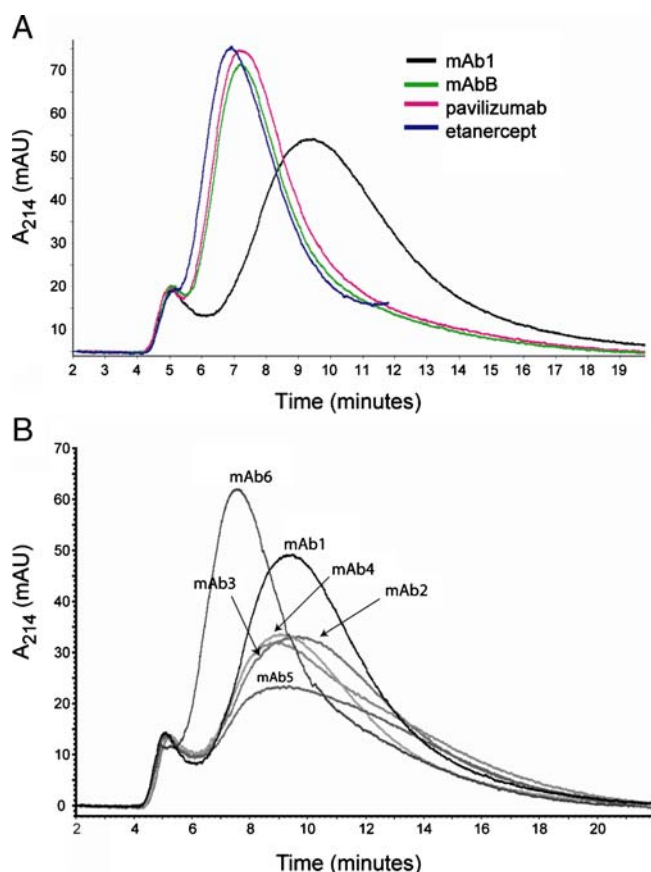 A
mAb1
mAbB
pavilizumab
etanercept
A214 (mAU)
70
60
50
40
30
20
10
2 3 4 5 6 7 8 9 10 11 12 13 14 15 16 17 18 19
Time (minutes)
B
A214 (mAU)
70
60
50
40
30
20
10
0
mAb6
mAb1
mAb3
mAb4
mAb2
mAb5
2 4 6 8 10 12 14 16 18 20
Time (minutes)